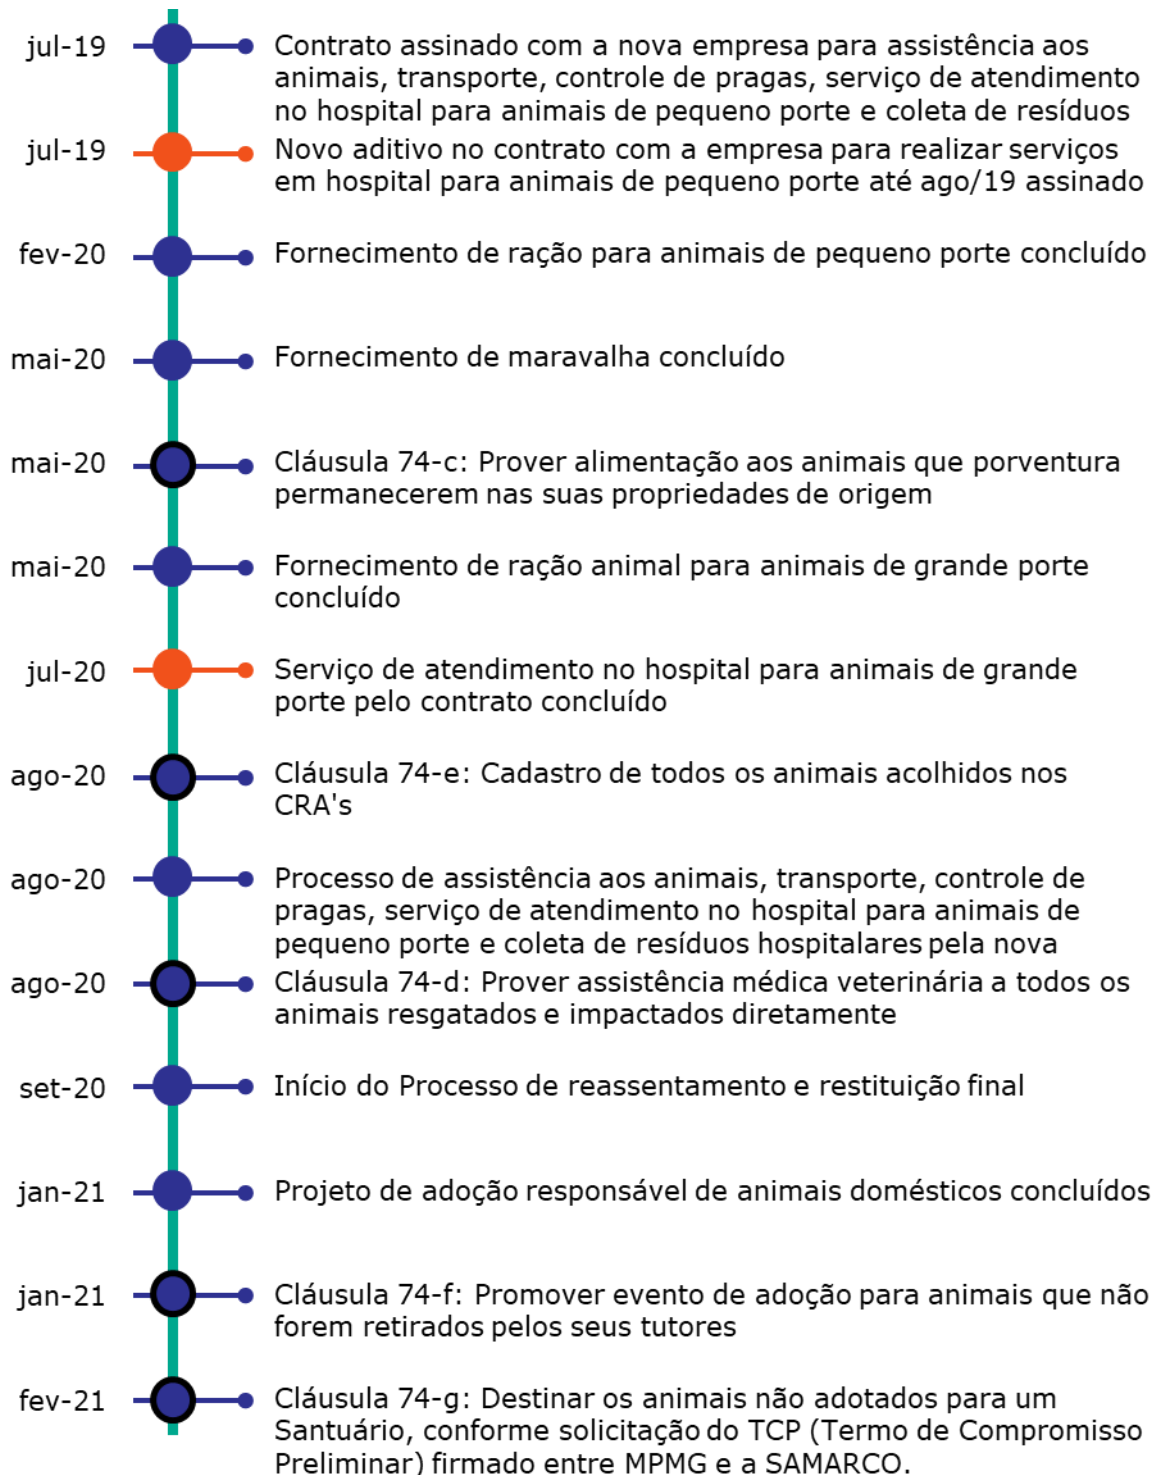 jul-19
Contrato assinado com a nova empresa para assistência aos
animais, transporte, controle de pragas, serviço de atendimento
no hospital para animais de pequeno porte e coleta de resíduos
jul-19
Novo aditivo no contrato com a empresa para realizar serviços
em hospital para animais de pequeno porte até ago/19 assinado
fev-20
Fornecimento de ração para animais de pequeno porte concluído
mai-20
Fornecimento de maravalha concluído
mai-20
Cláusula 74-c: Prover alimentação aos animais que porventura
permanecerem nas suas propriedades de origem
mai-20
Fornecimento de ração animal para animais de grande porte
concluído
jul-20
Serviço de atendimento no hospital para animais de grande
porte pelo contrato concluído
ago-20
Cláusula 74-e: Cadastro de todos os animais acolhidos nos
CRA's
ago-20
Processo de assistência aos animais, transporte, controle de
pragas, serviço de atendimento no hospital para animais de
pequeno porte e coleta de resíduos hospitalares pela nova
ago-20
Cláusula 74-d: Prover assistência médica veterinária a todos os
animais resgatados e impactados diretamente
set-20
Início do Processo de reassentamento e restituição final
jan-21
Projeto de adoção responsável de animais domésticos concluídos
jan-21
Cláusula 74-f: Promover evento de adoção para animais que não
forem retirados pelos seus tutores
fev-21
Cláusula 74-g: Destinar os animais não adotados para um
Santuário, conforme solicitação do TCP (Termo de Compromisso
Preliminar) firmado entre MPMG e a SAMARCO.